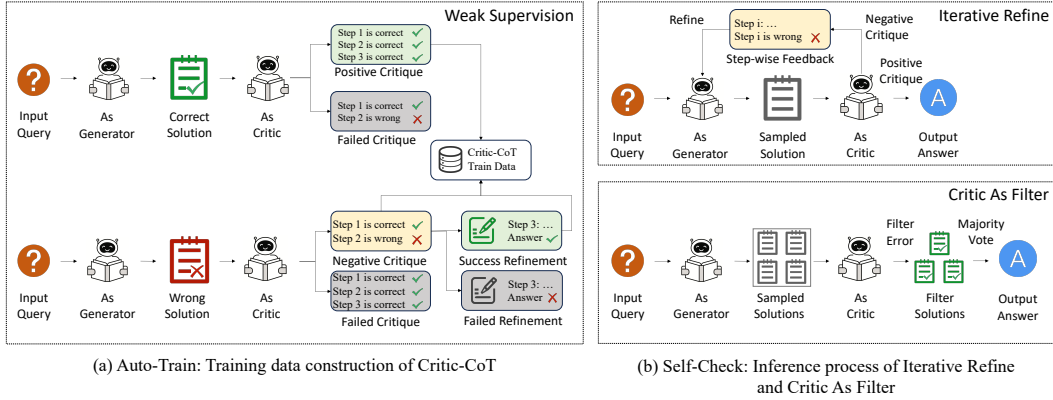 Weak Supervision
Step 1 is correct
Step 2 is correct
Step 3 is correct
Positive Critique
Step 1 is correct
Step 2 is wrong
Failed Critique
Input
Query
As
Generator
Correct
Solution
As
Critic
Critic-CoT
Train Data
Step 1 is correct
Step 2 is wrong
Negative Critique
Step 3: …
Answer
Success Refinement
Step 1 is correct
Step 2 is correct
Step 3 is correct
Failed Critique
Step 3: …
Answer
Failed Refinement
Input
Query
As
Generator
Wrong
Solution
As
Critic
(a) Auto-Train: Training data construction of Critic-CoT
Iterative Refine
Refine
Step i: …
Step i is wrong
Step-wise Feedback
Negative
Critique
Positive
Critique
A
Input
Query
As
Generator
Sampled
Solution
As
Critic
Output
Answer
Critic As Filter
Filter
Error
Majority
Vote
A
Input
Query
As
Generator
Sampled
Solutions
As
Critic
Filter
Solutions
Output
Answer
(b) Self-Check: Inference process of Iterative Refine
and Critic As Filter